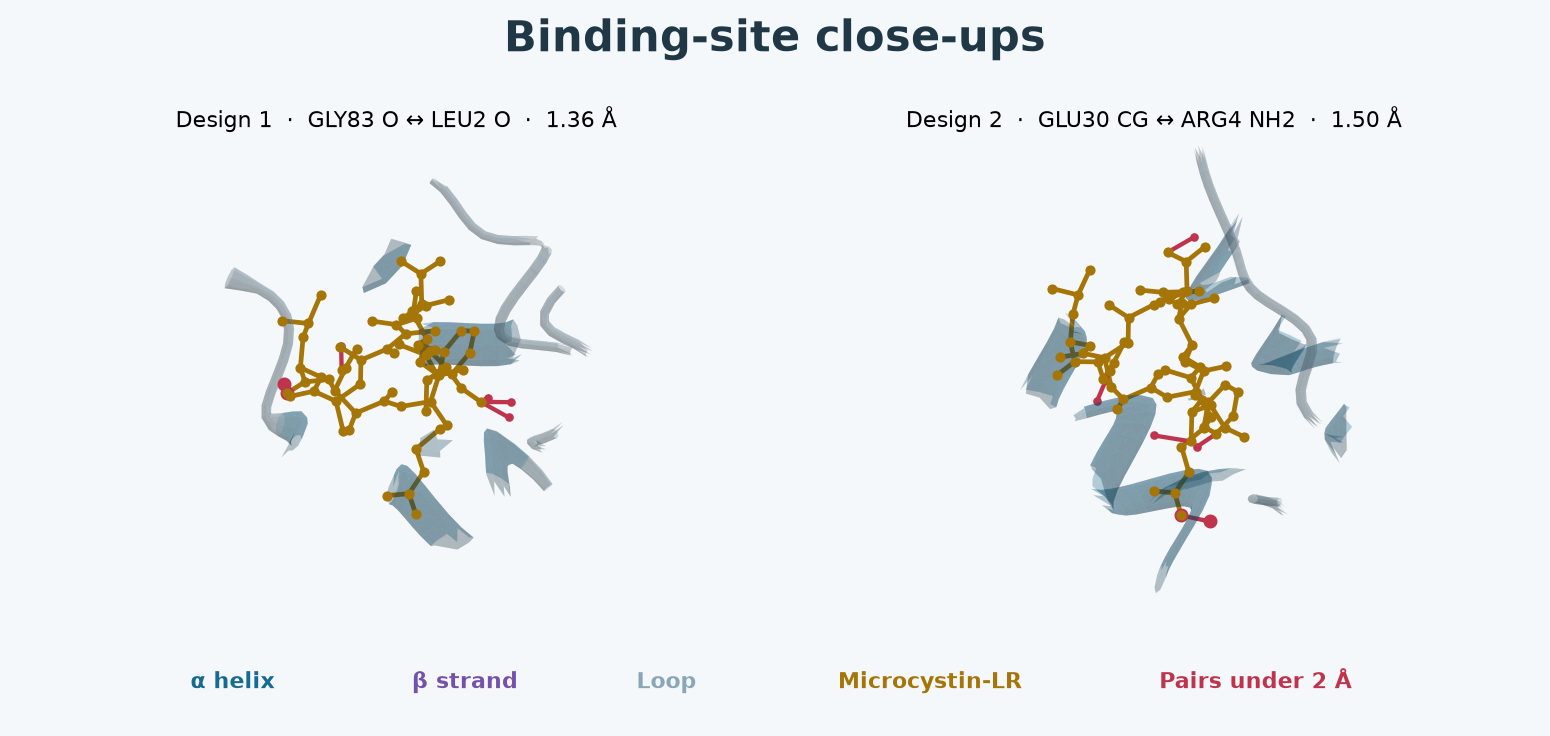 Binding-site close-ups
Design 1 · GLY83 O ↔ LEU2 O · 1.36 Å
Design 2 · GLU30 CG ↔ ARG4 NH2 · 1.50 Å
α helix
β strand
Loop
Microcystin-LR
Pairs under 2 Å